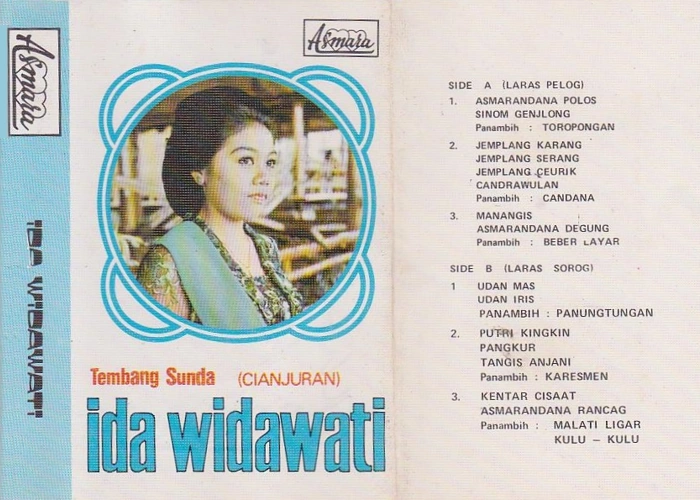 Asmara
IDA WIDAWATI
Asmara
Tembang Sunda (CIANJURAN)
ida widawati
SIDE A (LARAS PELOG)
1. ASMARANDANA POLOS
SINOM GENJLONG
Panambih : TOROPONGAN
2. JEMPLANG KARANG
JEMPLANG SERANG
JEMPLANG CEURIK
CANDRAWULAN
Panambih : CANDANA
3. MANANGIS
ASMARANDANA DEGUNG
Panambih : BEBER LAYAR
SIDE B (LARAS SOROG)
1 UDAN MAS
UDAN IRIS
PANAMBIH : PANUNGTUNGAN
2. PUTRI KINGKIN
PANGKUR
TANGIS ANJANI
Panambih : KARESMEN
3. KENTAR CISAAT
ASMARANDANA RANCAG
Panambih : MALATI LIGAR
KULU – KULU